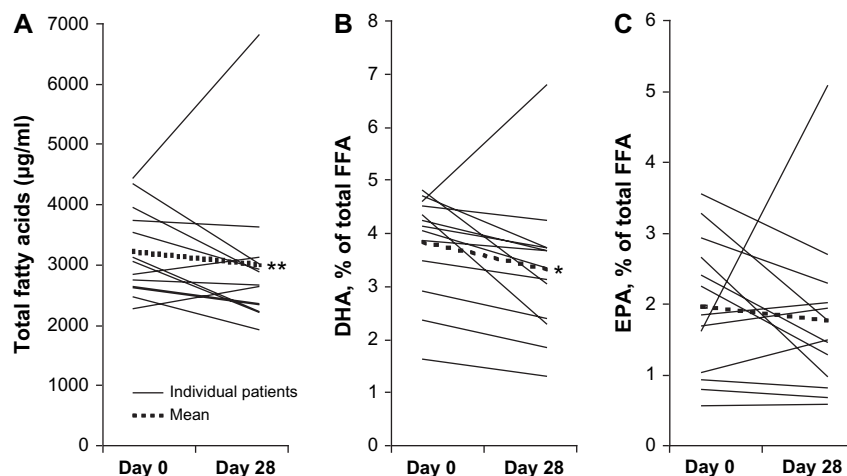 A
Total fatty acids (µg/ml)
7000
6000
5000
4000
3000
2000
1000
0
**
Individual patients
Mean
Day 0 Day 28
B
DHA, % of total FFA
8
7
6
5
4
3
2
1
0
*
Day 0 Day 28
C
EPA, % of total FFA
6
5
4
3
2
1
0
Day 0 Day 28